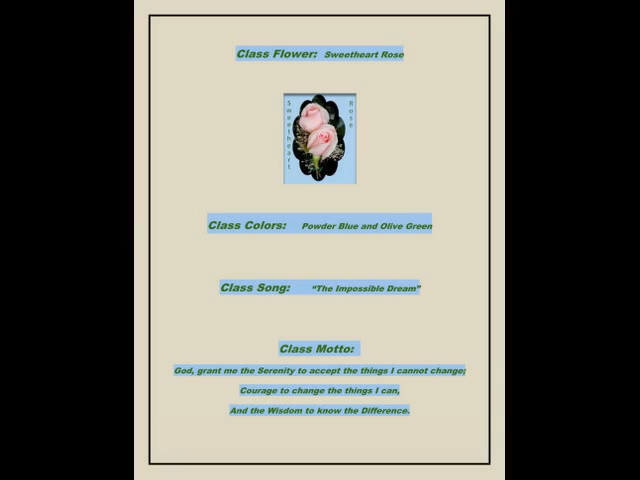 Class Flower: Sweetheart Rose
Sweetheart
Rose
Class Colors: Powder Blue and Olive Green
Class Song: “The Impossible Dream”
Class Motto:
God, grant me the Serenity to accept the things I cannot change;
Courage to change the things I can,
And the Wisdom to know the Difference.